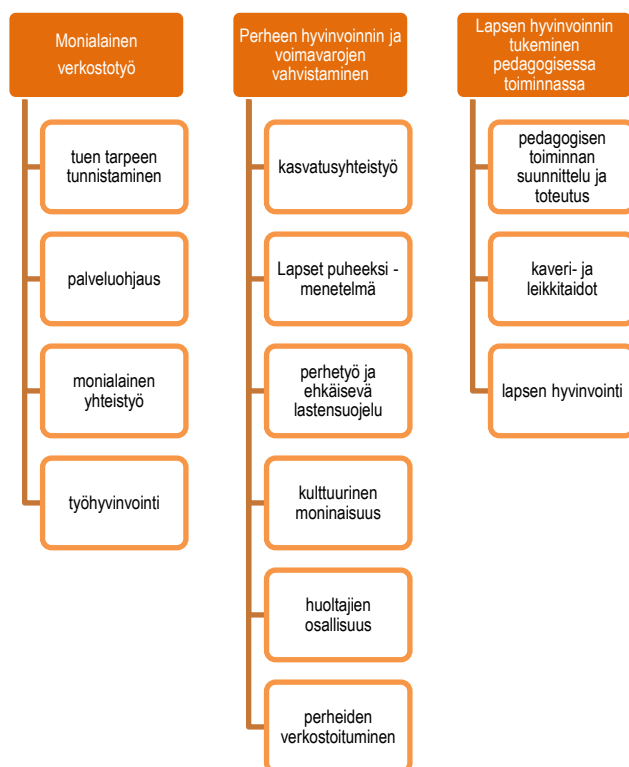 Monialainen
verkostotyö
tuen tarpeen
tunnistaminen
palveluohjaus
monialainen
yhteistyö
työhyvinvointi
Perheen hyvinvoinnin ja
voimavarojen
vahvistaminen
kasvatusyhteistyö
Lapset puheeksi -
menetelmä
perhetyö ja
ehkäisevä
lastensuojelu
kulttuurinen
moninaisuus
huoltajien
osallisuus
perheiden
verkostoituminen
Lapsen hyvinvoinnin
tukeminen
pedagogisessa
toiminnassa
pedagogisen
toiminnan
suunnittelu ja
toteutus
kaveri- ja
leikkitaidot
lapsen hyvinvointi